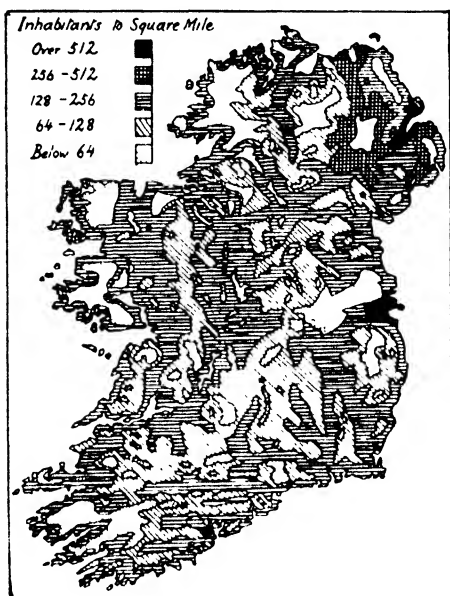 Inhabitants to Square Mile
Over 512
256 - 512
128 - 256
64 - 128
Below 64